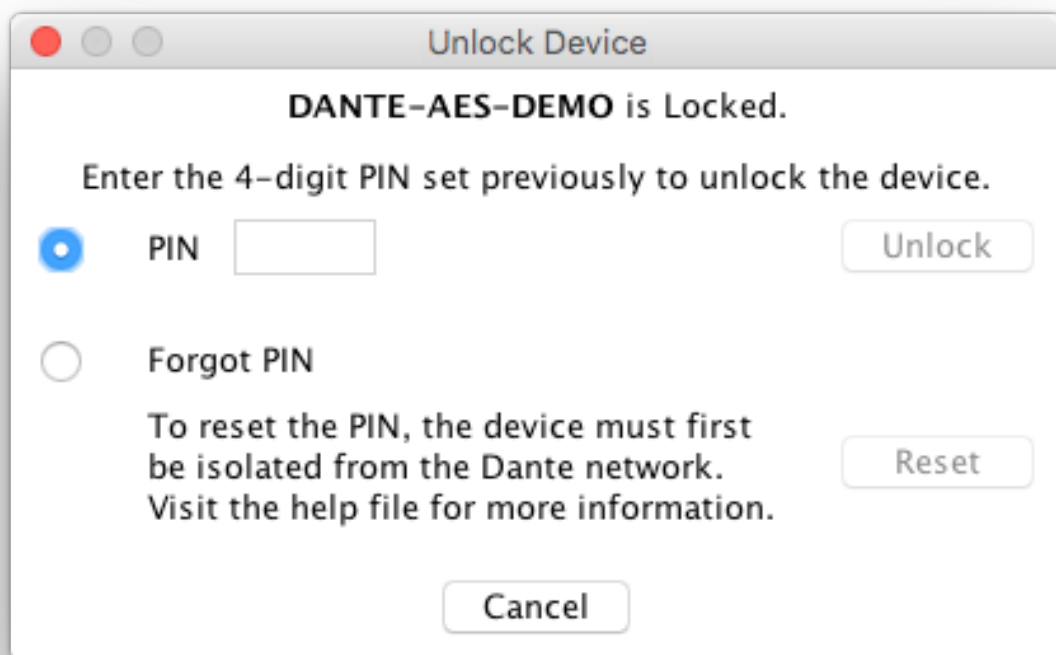 Unlock Device
DANTE-AES-DEMO is Locked.
Enter the 4-digit PIN set previously to unlock the device.
PIN Unlock
Forgot PIN
To reset the PIN, the device must first
be isolated from the Dante network.
Visit the help file for more information.
Reset
Cancel